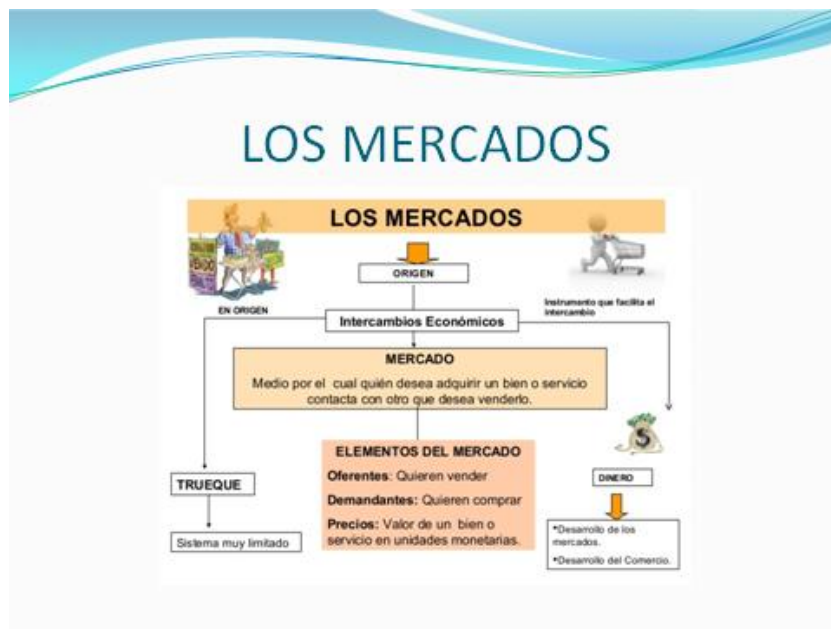 LOS MERCADOS
LOS MERCADOS
ORIGEN
EN ORIGEN
Instrumento que facilita el
intercambio
Intercambios Económicos
MERCADO
Medio por el cual quién desea adquirir un bien o servicio
contacta con otro que desea venderlo.
ELEMENTOS DEL MERCADO
Oferentes: Quieren vender
Demandantes: Quieren comprar
Precios: Valor de un bien o
servicio en unidades monetarias.
TRUEQUE
Sistema muy limitado
$
DINERO
*Desarrollo de los
mercados.
*Desarrollo del Comercio.